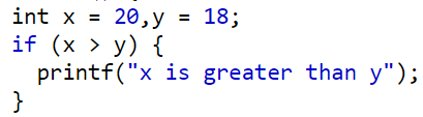 int x = 20,y = 18;
if (x > y) {
  printf("x is greater than y");
}